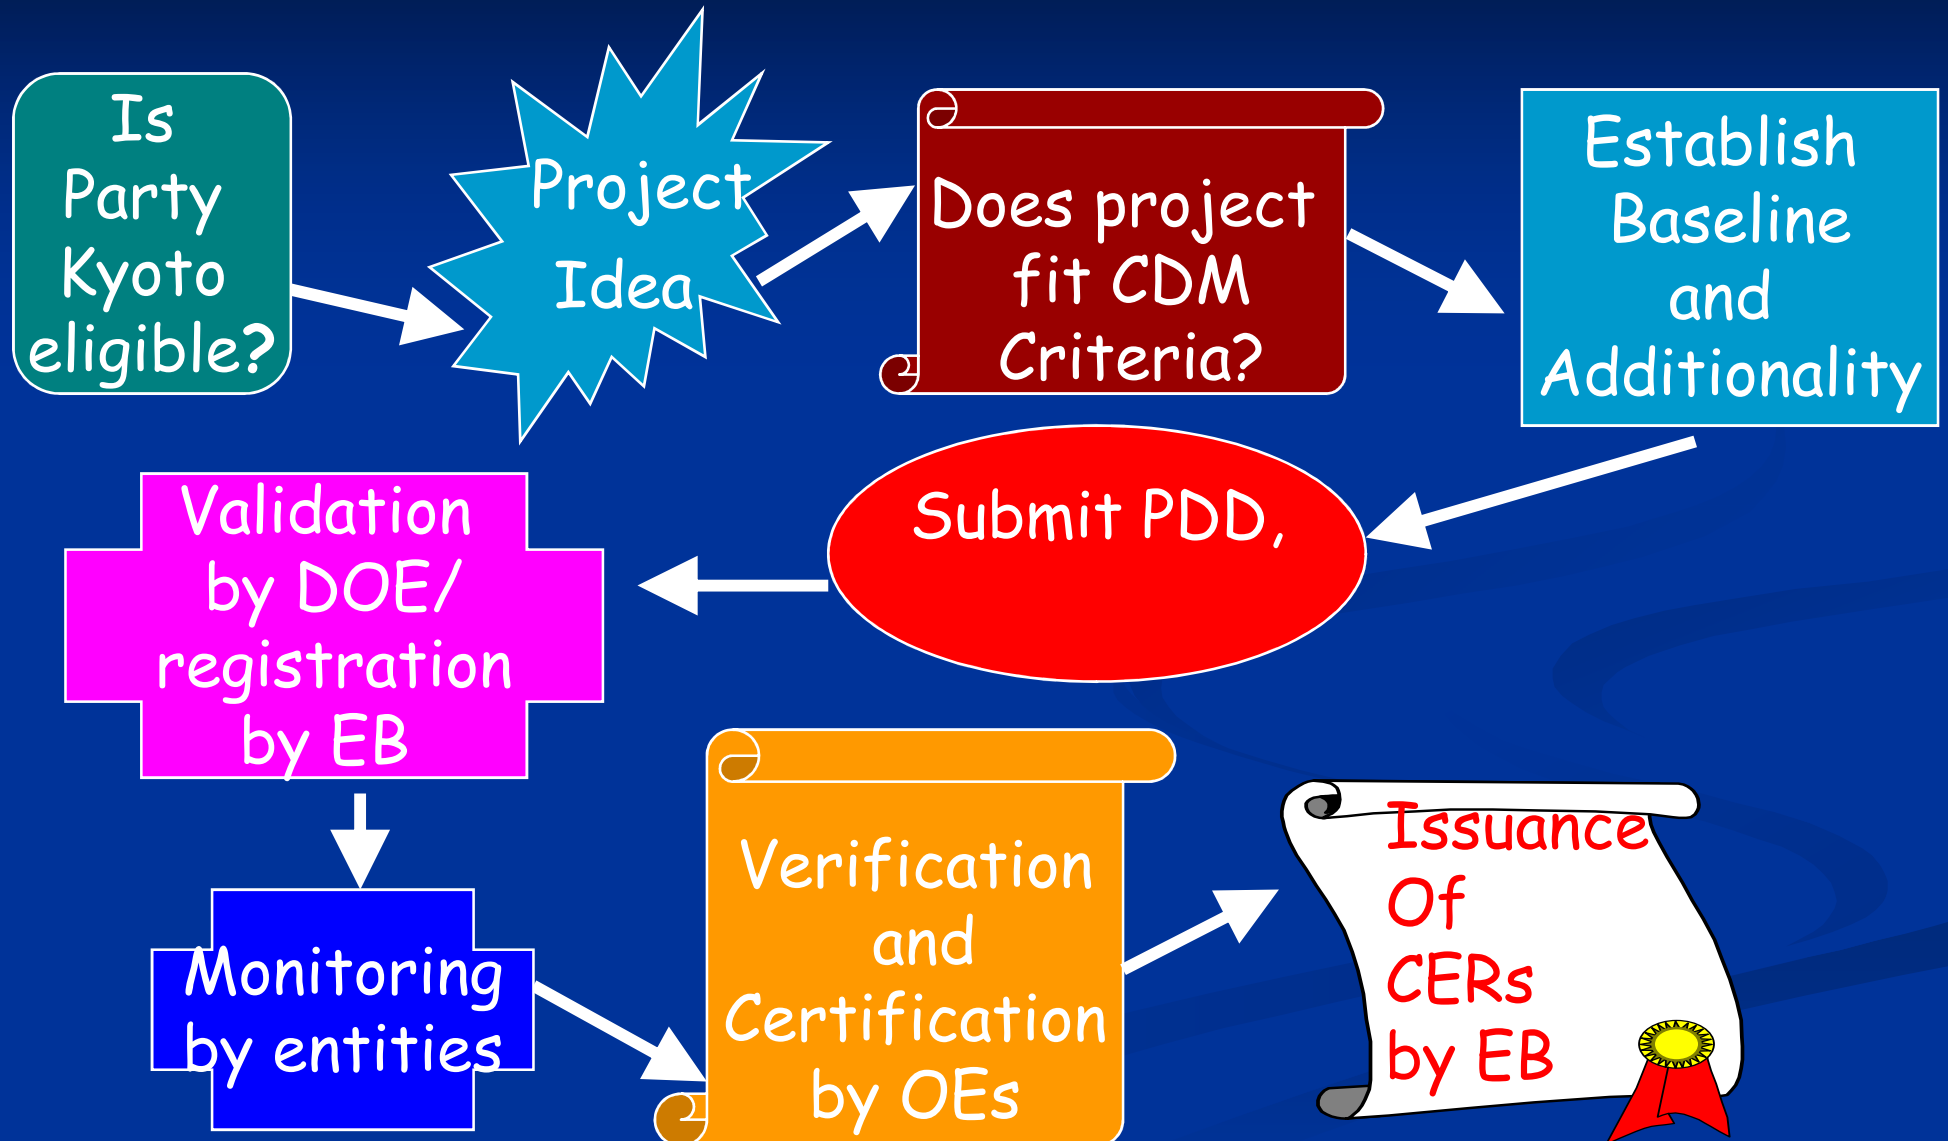 Is
Party
Kyoto
eligible?
Project
Idea
Does project
fit CDM
Criteria?
Establish
Baseline
and
Additionality
Submit PDD,
Validation
by DOE/
registration
by EB
Monitoring
by entities
Verification
and
Certification
by OEs
Issuance
Of
CERs
by EB